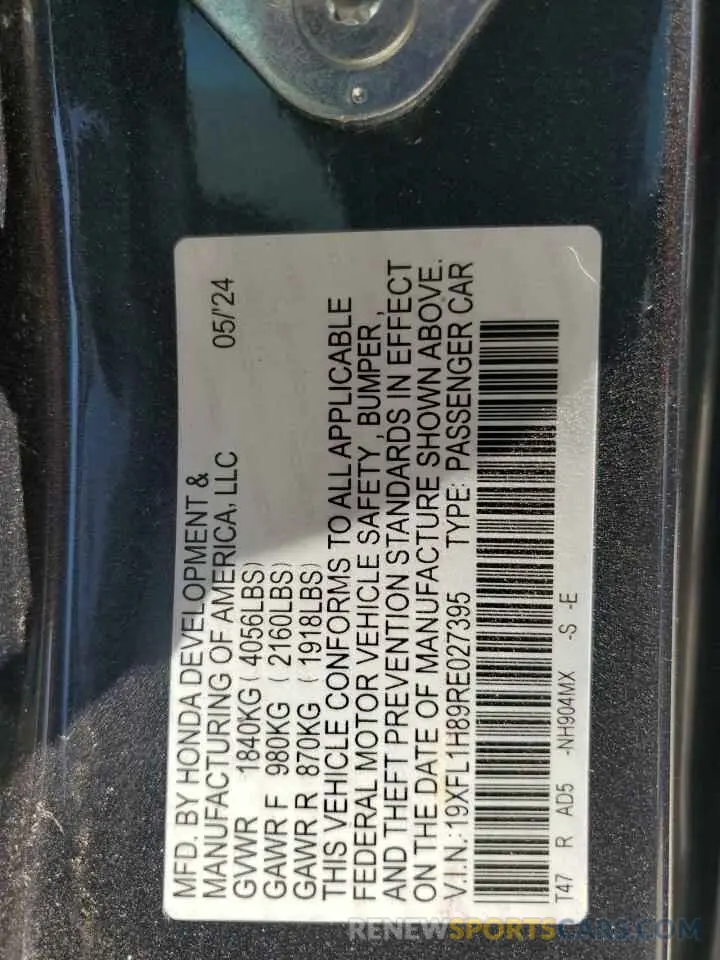 MFD. BY HONDA DEVELOPMENT &
MANUFACTURING OF AMERICA, LLC 05/'24
GVWR 1840KG ( 4056LBS)
GAWR F 980KG ( 2160LBS)
GAWR R 870KG ( 1918LBS)
THIS VEHICLE CONFORMS TO ALL APPLICABLE
FEDERAL MOTOR VEHICLE SAFETY, BUMPER ,
AND THEFT PREVENTION STANDARDS IN EFFECT
ON THE DATE OF MANUFACTURE SHOWN ABOVE.
V.I.N.:19XFL1H89RE027395 TYPE: PASSENGER CAR
T47 R AD5 -NH904MX -S -E
RENEWSPORTSCARS.COM